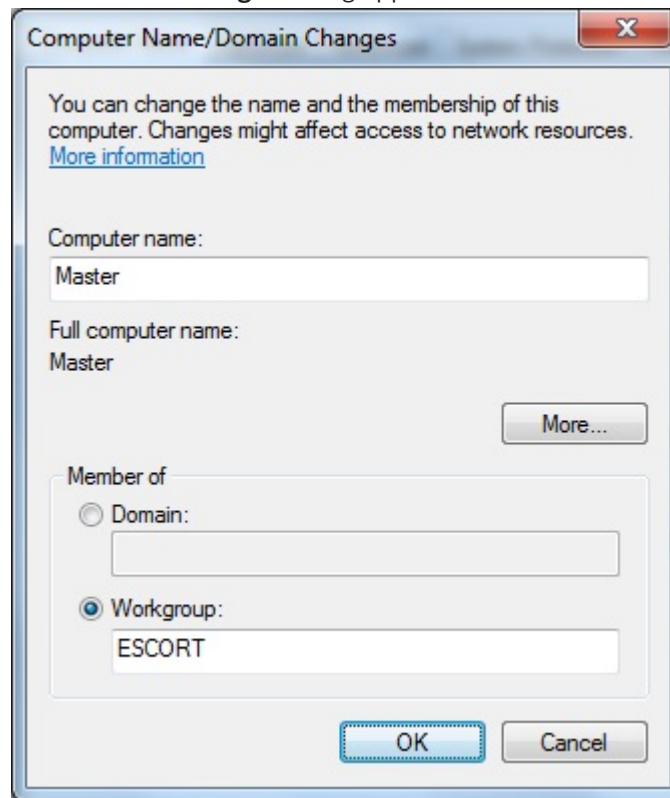 Computer Name/Domain Changes
You can change the name and the membership of this
computer. Changes might affect access to network resources.
More information
Computer name:
Master
Full computer name:
Master
More...
Member of
Domain:
Workgroup:
ESCORT
OK
Cancel